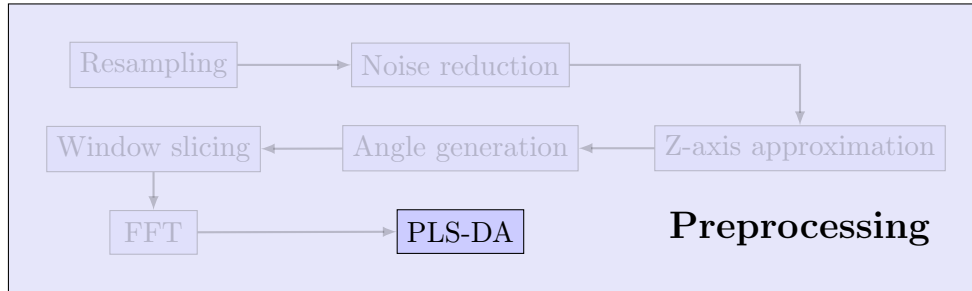 Resampling
Noise reduction
Z-axis approximation
Angle generation
Window slicing
FFT
PLS-DA
Preprocessing